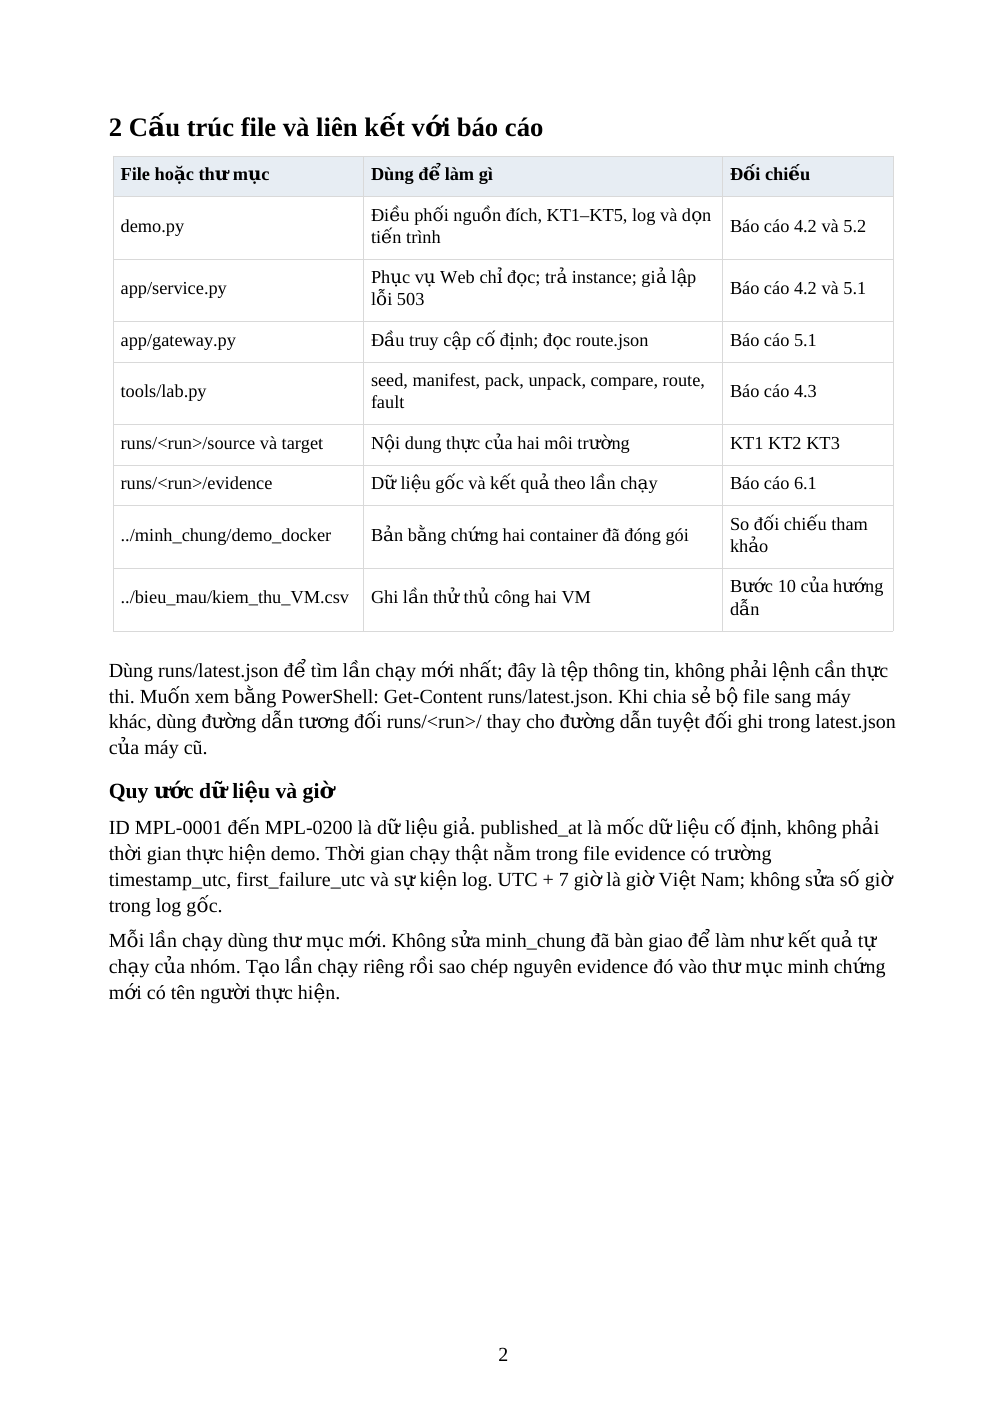 2 Cấu trúc file và liên kết với báo cáo
File hoặc thư mục
Dùng để làm gì
Đối chiếu
demo.py
Điều phối nguồn đích, KT1–KT5, log và dọn
tiến trình
Báo cáo 4.2 và 5.2
app/service.py
Phục vụ Web chỉ đọc; trả instance; giả lập
lỗi 503
Báo cáo 4.2 và 5.1
app/gateway.py
Đầu truy cập cố định; đọc route.json
Báo cáo 5.1
tools/lab.py
seed, manifest, pack, unpack, compare, route,
fault
Báo cáo 4.3
runs/<run>/source và target
Nội dung thực của hai môi trường
KT1 KT2 KT3
runs/<run>/evidence
Dữ liệu gốc và kết quả theo lần chạy
Báo cáo 6.1
../minh_chung/demo_docker
Bản bằng chứng hai container đã đóng gói
So đối chiếu tham
khảo
../bieu_mau/kiem_thu_VM.csv
Ghi lần thử thủ công hai VM
Bước 10 của hướng
dẫn
Dùng runs/latest.json để tìm lần chạy mới nhất; đây là tệp thông tin, không phải lệnh cần thực
thi. Muốn xem bằng PowerShell: Get-Content runs/latest.json. Khi chia sẻ bộ file sang máy
khác, dùng đường dẫn tương đối runs/<run>/ thay cho đường dẫn tuyệt đối ghi trong latest.json
của máy cũ.
Quy ước dữ liệu và giờ
ID MPL-0001 đến MPL-0200 là dữ liệu giả. published_at là mốc dữ liệu cố định, không phải
thời gian thực hiện demo. Thời gian chạy thật nằm trong file evidence có trường
timestamp_utc, first_failure_utc và sự kiện log. UTC + 7 giờ là giờ Việt Nam; không sửa số giờ
trong log gốc.
Mỗi lần chạy dùng thư mục mới. Không sửa minh_chung đã bàn giao để làm như kết quả tự
chạy của nhóm. Tạo lần chạy riêng rồi sao chép nguyên evidence đó vào thư mục minh chứng
mới có tên người thực hiện.
2